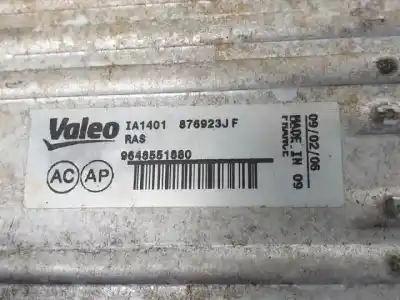 Valeo IA1401 876923J F
RAS
9648551880
AC AP
09/02/06
MADE IN 09
FRANCE